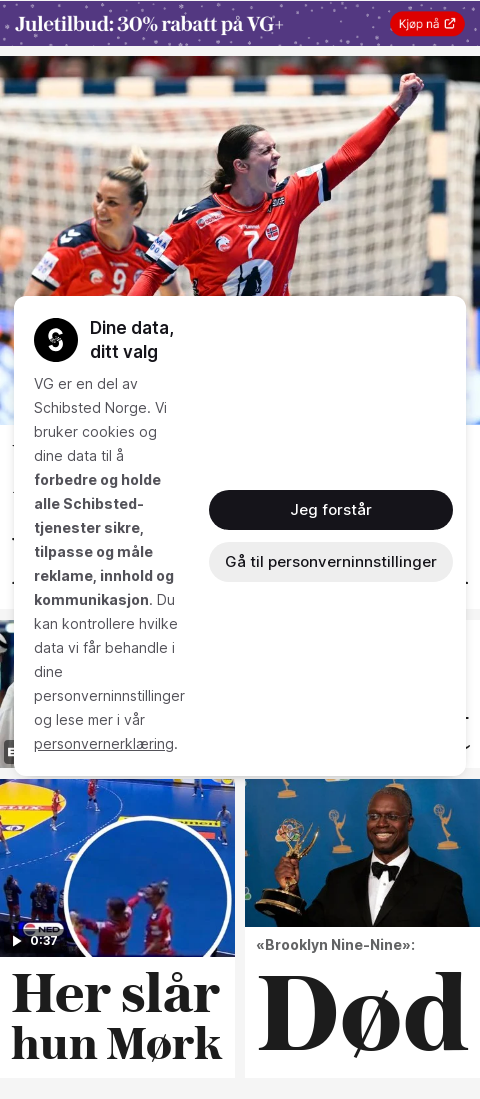 Juletilbud: 30% rabatt på VG+
Kjøp nå
7
9
Dine data,
ditt valg
VG er en del av
Schibsted Norge. Vi
bruker cookies og
dine data til å
forbedre og holde
alle Schibsted-
tjenester sikre,
tilpasse og måle
reklame, innhold og
kommunikasjon. Du
kan kontrollere hvilke
data vi får behandle i
dine
personverninnstillinger
og lese mer i vår
personvernerklæring.
Jeg forstår
Gå til personverninnstillinger
NED
0:37
Her slår
hun Mørk
«Brooklyn Nine-Nine»:
Død